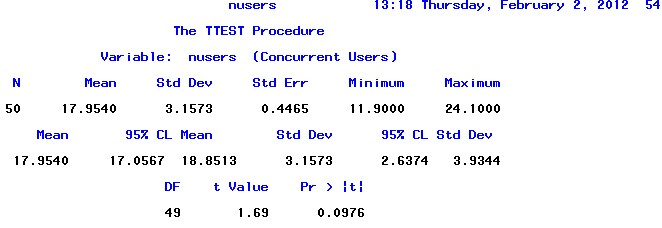 nusers 13:18 Thursday, February 2, 2012 54
The TTEST Procedure
Variable: nusers (Concurrent Users)
N Mean Std Dev Std Err Minimum Maximum
50 17.9540 3.1573 0.4465 11.9000 24.1000
Mean 95% CL Mean Std Dev 95% CL Std Dev
17.9540 17.0567 18.8513 3.1573 2.6374 3.9344
DF t Value Pr > |t|
49 1.69 0.0976